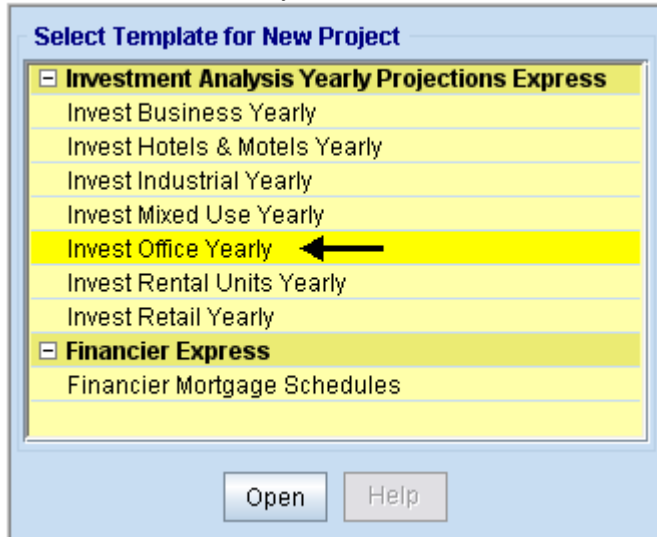 Select Template for New Project
Investment Analysis Yearly Projections Express
Invest Business Yearly
Invest Hotels & Motels Yearly
Invest Industrial Yearly
Invest Mixed Use Yearly
Invest Office Yearly
Invest Rental Units Yearly
Invest Retail Yearly
Financier Express
Financier Mortgage Schedules
Open Help